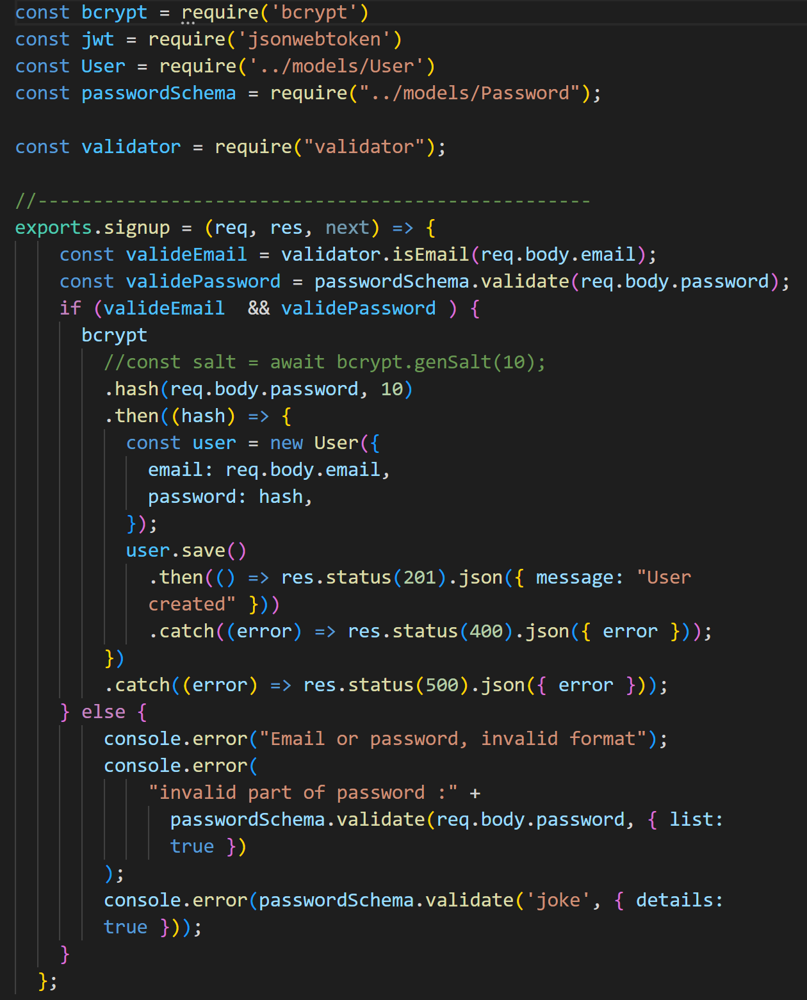 const bcrypt = require('bcrypt')
const jwt = require('jsonwebtoken')
const User = require('../models/User')
const passwordSchema = require("../models/Password");
const validator = require("validator");
//--------------------------------------------------
exports.signup = (req, res, next) => {
const valideEmail = validator.isEmail(req.body.email);
const validePassword = passwordSchema.validate(req.body.password);
if (valideEmail  && validePassword ) {
bcrypt
//const salt = await bcrypt.genSalt(10);
.hash(req.body.password, 10)
.then((hash) => {
const user = new User({
email: req.body.email,
password: hash,
});
user.save()
.then(() => res.status(201).json({ message: "User
created" }))
.catch((error) => res.status(400).json({ error }));
})
.catch((error) => res.status(500).json({ error }));
} else {
console.error("Email or password, invalid format");
console.error(
"invalid part of password :" +
passwordSchema.validate(req.body.password, { list:
true })
);
console.error(passwordSchema.validate('joke', { details:
true }));
}
};